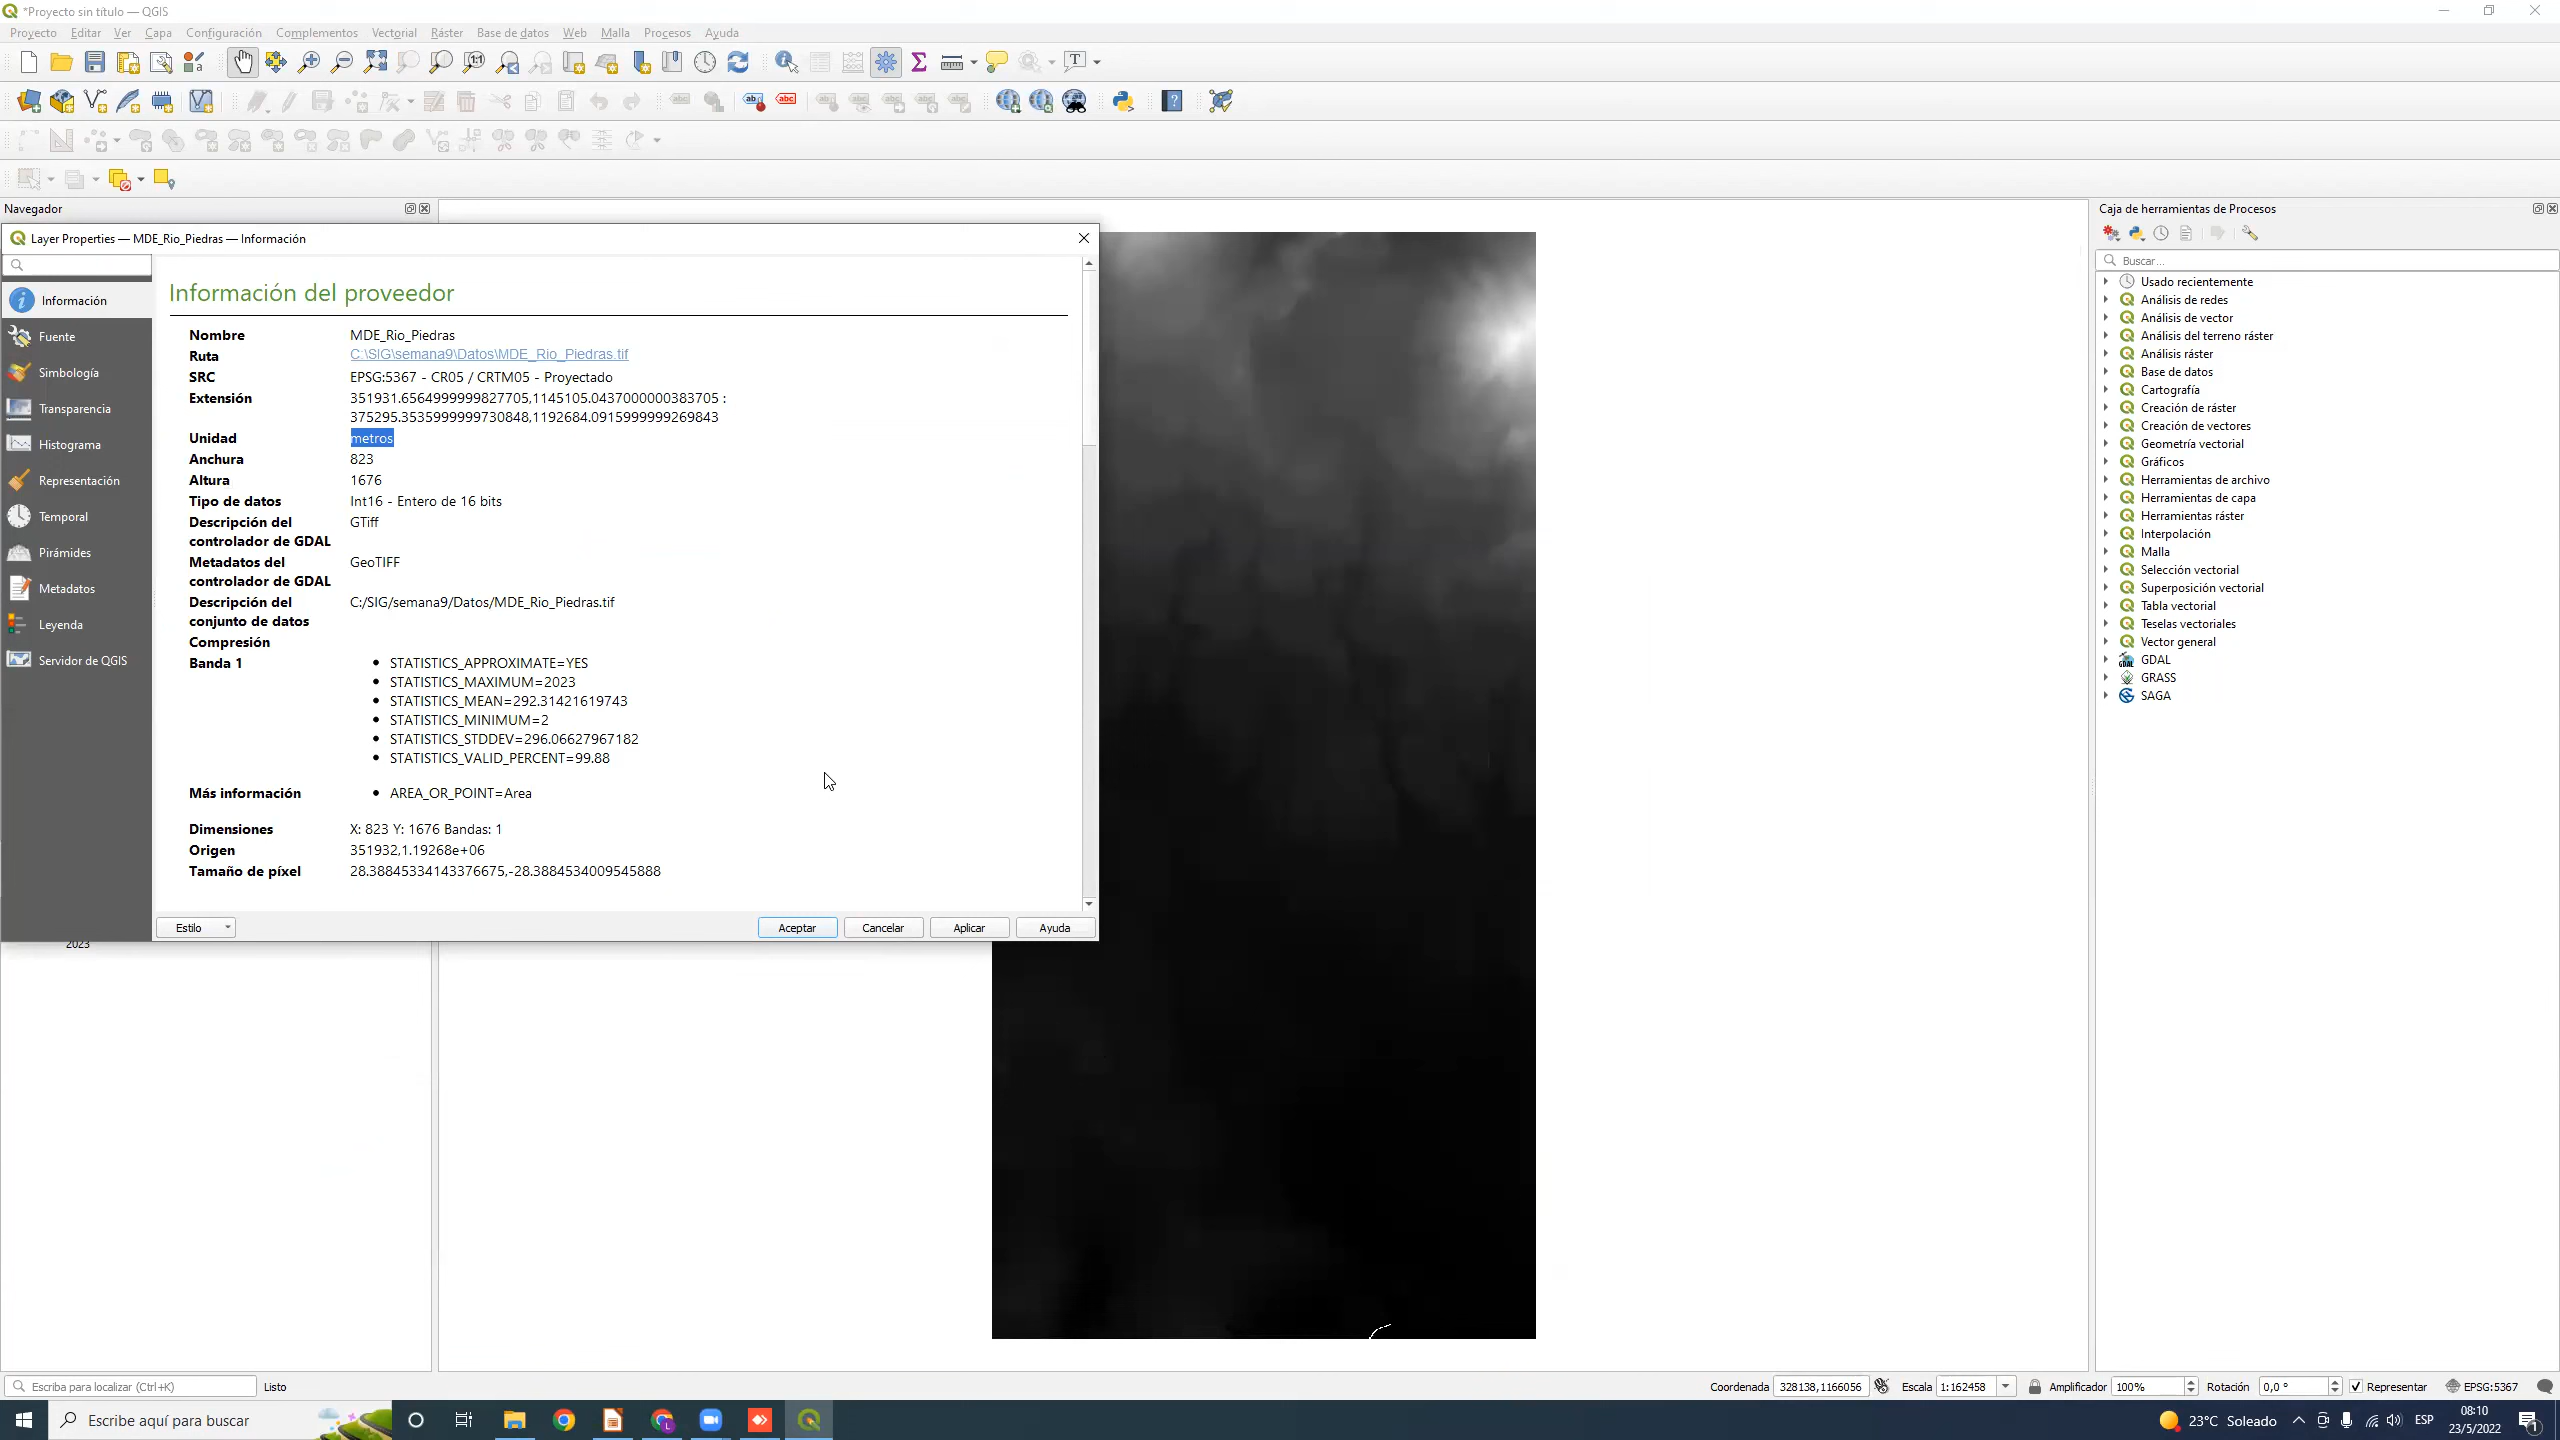 *Proyecto sin título — QGIS
Proyecto Editar Ver Capa Configuración Complementos Vectorial Ráster Base de datos Web Malla Procesos Ayuda
Navegador
Caja de herramientas de Procesos
Layer Properties — MDE_Rio_Piedras — Información
Información
Fuente
Simbología
Transparencia
Histograma
Representación
Temporal
Pirámides
Metadatos
Leyenda
Servidor de QGIS
Información del proveedor
Nombre MDE_Rio_Piedras
Ruta C:\SIG\semana9\Datos\MDE_Rio_Piedras.tif
SRC EPSG:5367 - CR05 / CRTM05 - Proyectado
Extensión 351931.6564999999827705,1145105.0437000000383705 :
375295.3535999999730848,1192684.0915999999269843
Unidad metros
Anchura 823
Altura 1676
Tipo de datos Int16 - Entero de 16 bits
Descripción del GTiff
controlador de GDAL
Metadatos del GeoTIFF
controlador de GDAL
Descripción del C:/SIG/semana9/Datos/MDE_Rio_Piedras.tif
conjunto de datos
Compresión
Banda 1 • STATISTICS_APPROXIMATE=YES
• STATISTICS_MAXIMUM=2023
• STATISTICS_MEAN=292.31421619743
• STATISTICS_MINIMUM=2
• STATISTICS_STDDEV=296.06627967182
• STATISTICS_VALID_PERCENT=99.88
Más información • AREA_OR_POINT=Area
Dimensiones X: 823 Y: 1676 Bandas: 1
Origen 351932,1.19268e+06
Tamaño de píxel 28.38845334143376675,-28.3884534009545888
Estilo Aceptar Cancelar Aplicar Ayuda
2023
Buscar...
Usado recientemente
Análisis de redes
Análisis de vector
Análisis del terreno ráster
Análisis ráster
Base de datos
Cartografía
Creación de ráster
Creación de vectores
Geometría vectorial
Gráficos
Herramientas de archivo
Herramientas de capa
Herramientas ráster
Interpolación
Malla
Selección vectorial
Superposición vectorial
Tabla vectorial
Teselas vectoriales
Vector general
GDAL
GRASS
SAGA
Escriba para localizar (Ctrl+K) Listo Coordenada 328138,1166056 Escala 1:162458 Amplificador 100% Rotación 0,0 ° Representar EPSG:5367
Escribe aquí para buscar 23°C Soleado ESP 08:10
23/5/2022